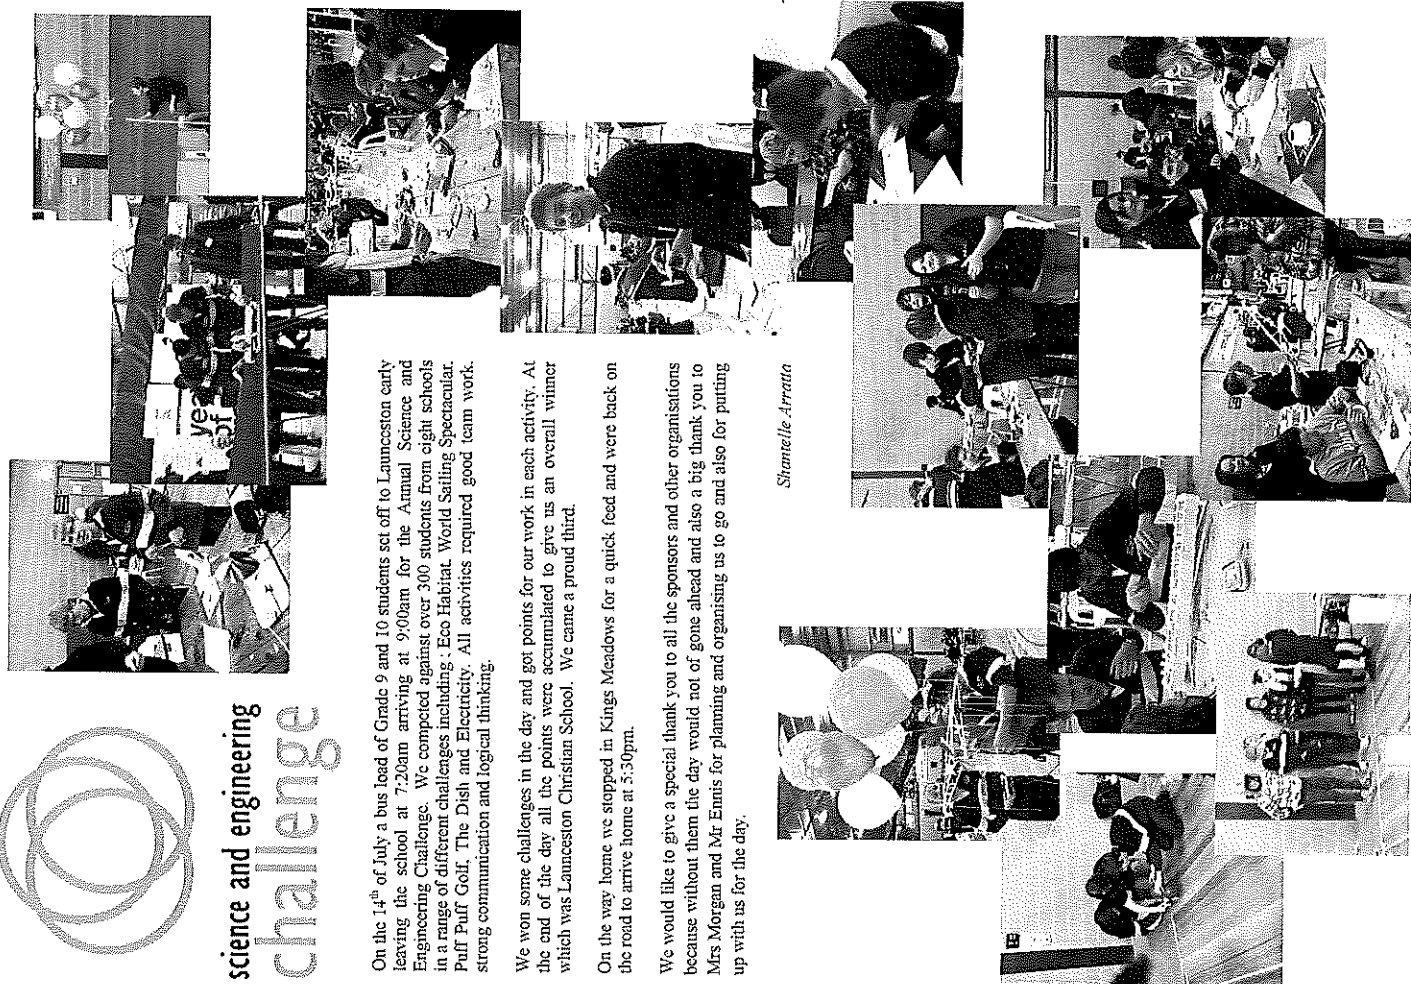 science and engineering
challenge
On the 14th of July a bus load of Grade 9 and 10 students set off to Launceston early
leaving the school at 7:20am arriving at 9:00am for the Annual Science and
Engineering Challenge. We competed against over 300 students from eight schools
in a range of different challenges including : Eco Habitat. World Sailing Spectacular.
Puff Puff Golf, The Dish and Electricity. All activities required good team work.
strong communication and logical thinking.
We won some challenges in the day and got points for our work in each activity. At
the end of the day all the points were accumulated to give us an overall winner
which was Launceston Christian School. We came a proud third.
On the way home we stopped in Kings Meadows for a quick feed and were back on
the road to arrive home at 5:30pm.
We would like to give a special thank you to all the sponsors and other organisations
because without them the day would not of gone ahead and also a big thank you to
Mrs Morgan and Mr Ennis for planning and organising us to go and also for putting
up with us for the day.
Shantelle Arratta
yea
of